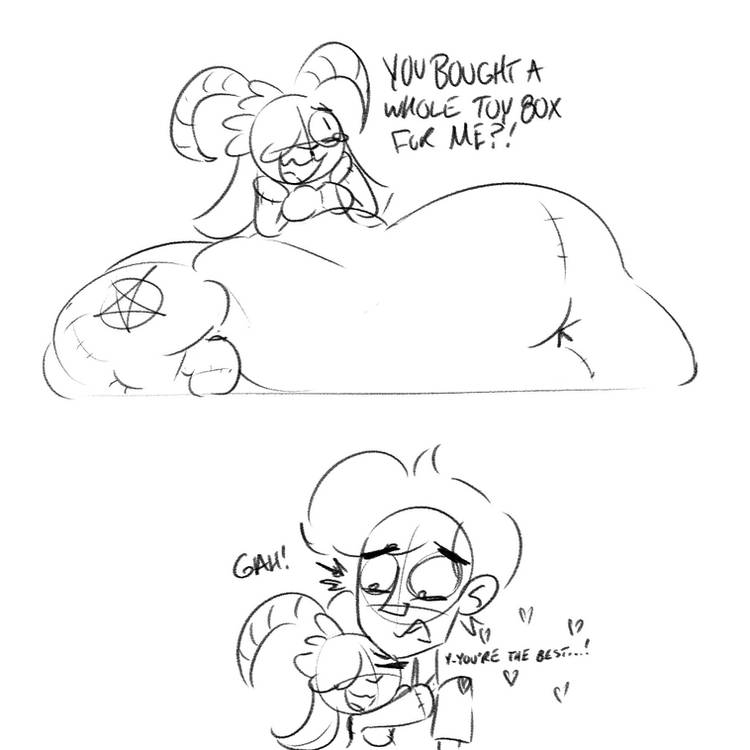 YOU BOUGHT A
WHOLE TOY BOX
FOR ME?!
GAH!
Y-YOU'RE THE BEST...!